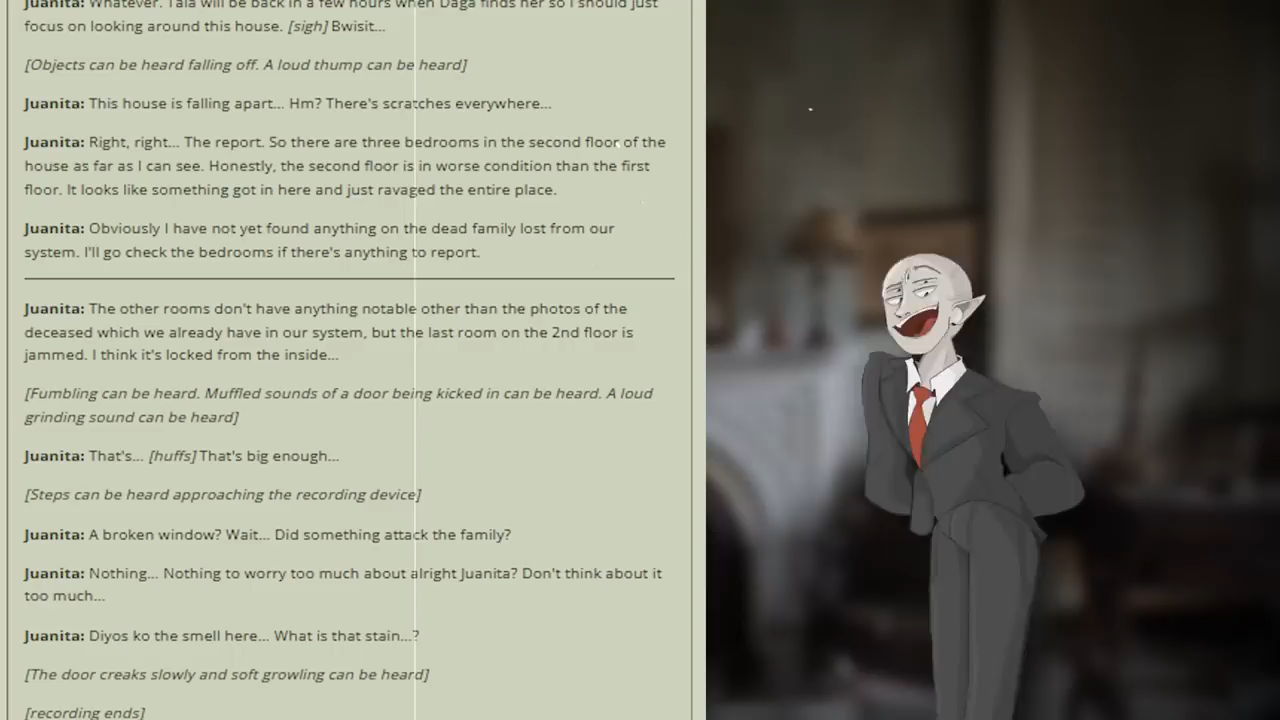 Juanita: Whatever. Tala will be back in a few hours when Daga finds her so I should just
focus on looking around this house. [sigh] Bwisit...
[Objects can be heard falling off. A loud thump can be heard]
Juanita: This house is falling apart... Hm? There's scratches everywhere...
Juanita: Right, right... The report. So there are three bedrooms in the second floor of the
house as far as I can see. Honestly, the second floor is in worse condition than the first
floor. It looks like something got in here and just ravaged the entire place.
Juanita: Obviously I have not yet found anything on the dead family lost from our
system. I'll go check the bedrooms if there's anything to report.
Juanita: The other rooms don't have anything notable other than the photos of the
deceased which we already have in our system, but the last room on the 2nd floor is
jammed. I think it's locked from the inside...
[Fumbling can be heard. Muffled sounds of a door being kicked in can be heard. A loud
grinding sound can be heard]
Juanita: That's... [huffs] That's big enough...
[Steps can be heard approaching the recording device]
Juanita: A broken window? Wait... Did something attack the family?
Juanita: Nothing... Nothing to worry too much about alright Juanita? Don't think about it
too much...
Juanita: Diyos ko the smell here... What is that stain...?
[The door creaks slowly and soft growling can be heard]
[recording ends]